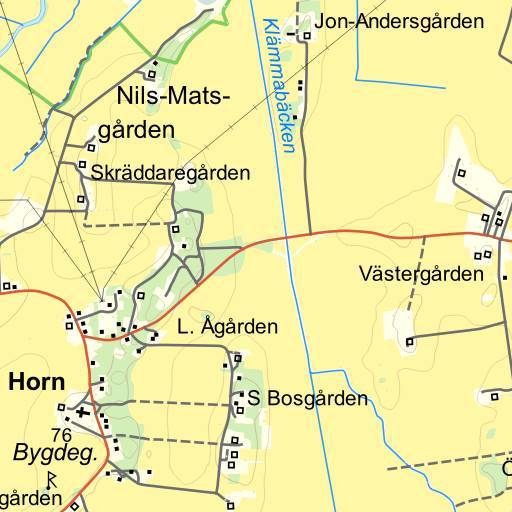 Jon-Andersgården
Klämmabäcken
Nils-Mats-
gården
Skräddaregården
Västergården
L. Ågården
Horn
S Bosgården
76
Bygdeg.
Ö
gården